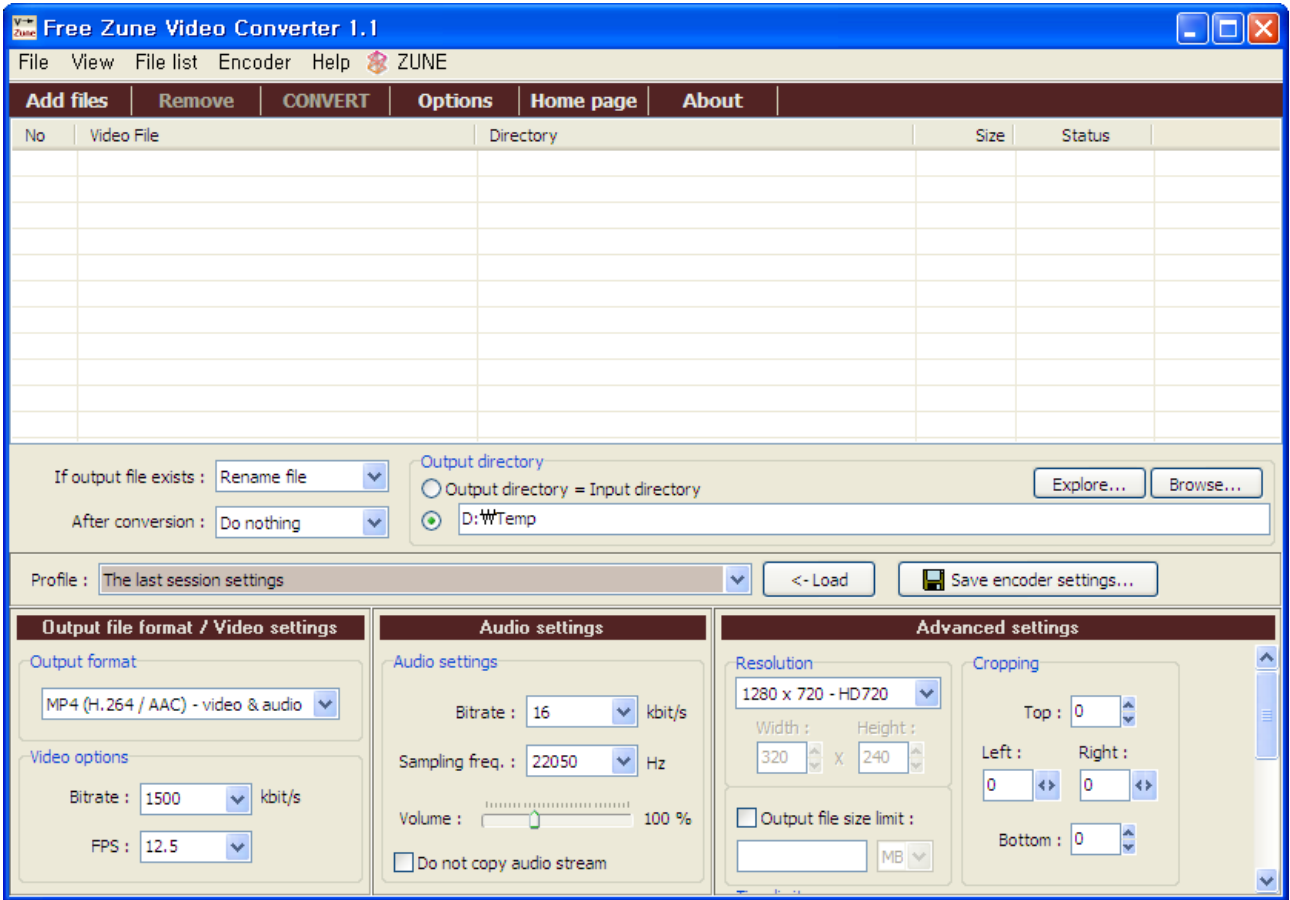 Free Zune Video Converter 1.1
File View File list Encoder Help ZUNE
Add files Remove CONVERT Options Home page About
No Video File Directory Size Status
If output file exists : Rename file
After conversion : Do nothing
Output directory
Output directory = Input directory
Explore... Browse...
D:₩Temp
Profile : The last session settings <- Load Save encoder settings...
Output file format / Video settings
Output format
MP4 (H.264 / AAC) - video & audio
Video options
Bitrate : 1500 kbit/s
FPS : 12.5
Audio settings
Audio settings
Bitrate : 16 kbit/s
Sampling freq. : 22050 Hz
Volume : 100 %
Do not copy audio stream
Advanced settings
Resolution
1280 x 720 - HD720
Width : Height :
320 X 240
Output file size limit :
MB
Cropping
Top : 0
Left : Right :
0 0
Bottom : 0